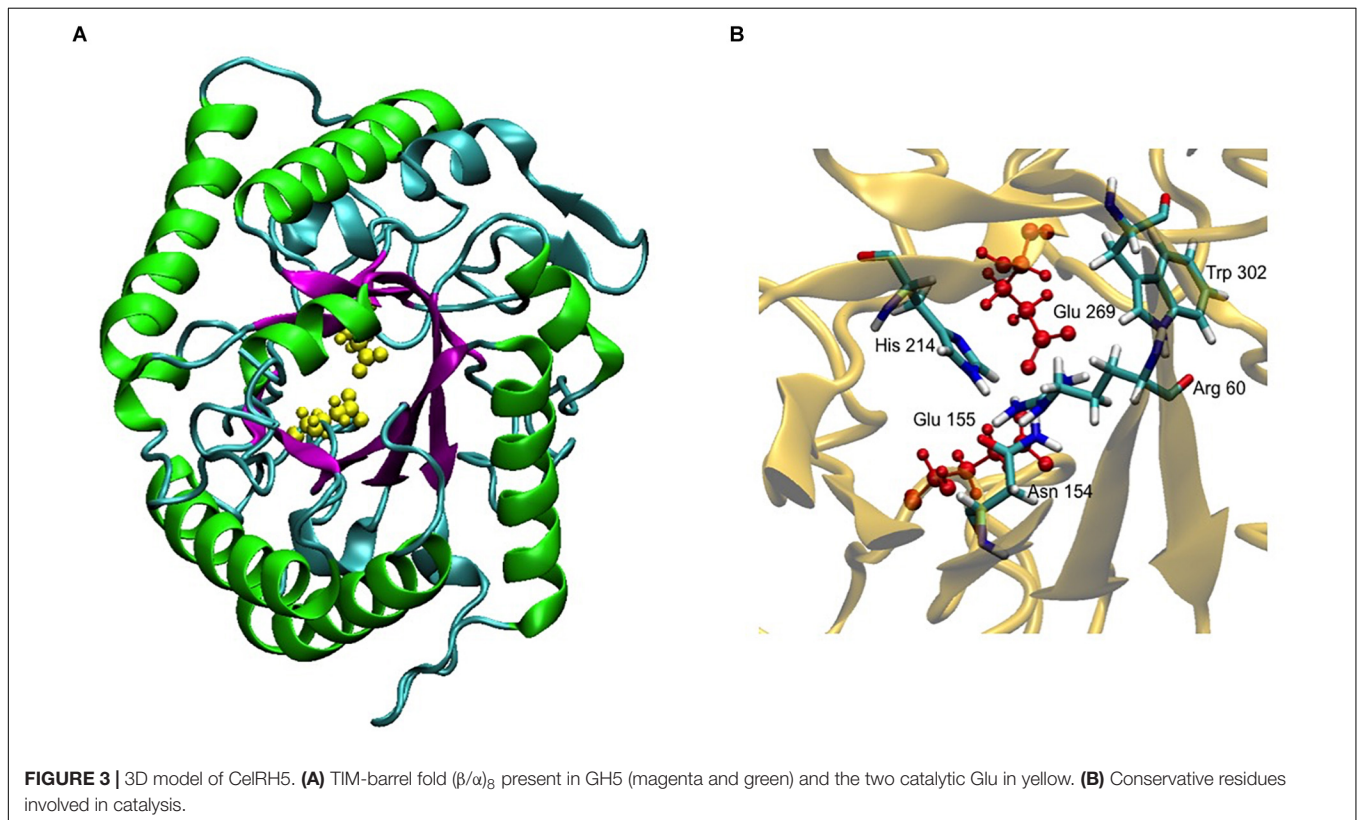 A
B
Trp 302
Glu 269
His 214
Arg 60
Glu 155
Asn 154
FIGURE 3 | 3D model of CelRH5. (A) TIM-barrel fold (β/α)₈ present in GH5 (magenta and green) and the two catalytic Glu in yellow. (B) Conservative residues
involved in catalysis.